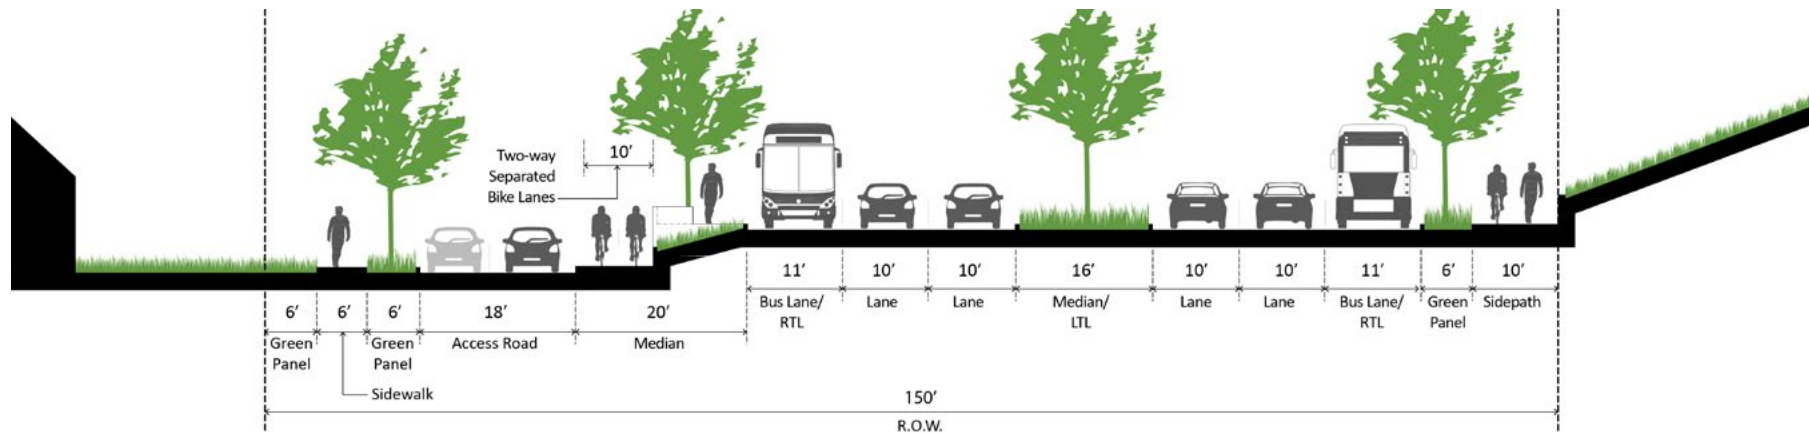 Two-way
Separated
Bike Lanes
10’
11’
Bus Lane/
RTL
10’
Lane
10’
Lane
16’
Median/
LTL
10’
Lane
10’
Lane
11’
Bus Lane/
RTL
6’
Green
Panel
10’
Sidepath
6’
Green
Panel
6’
Sidewalk
6’
Green
Panel
18’
Access Road
20’
Median
150’
R.O.W.